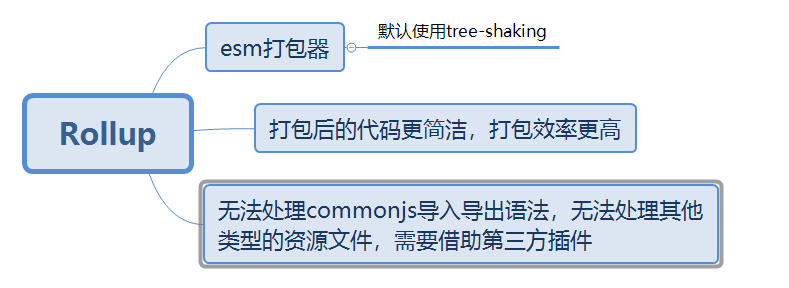 esm打包器
默认使用tree-shaking
Rollup
打包后的代码更简洁，打包效率更高
无法处理commonjs导入导出语法，无法处理其他
类型的资源文件，需要借助第三方插件